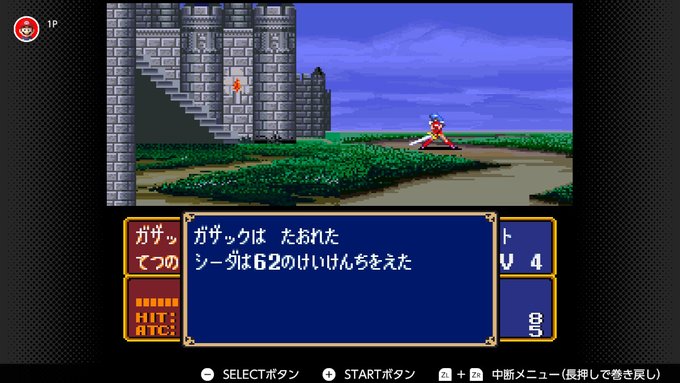 1P
ガザックは たおれた
シーダは62のけいけんちをえた
ガザッ
てつの
ト
V 4
HIT:
ATC:
8
5
− SELECTボタン + STARTボタン ZL + ZR 中断メニュー(長押しで巻き戻し)